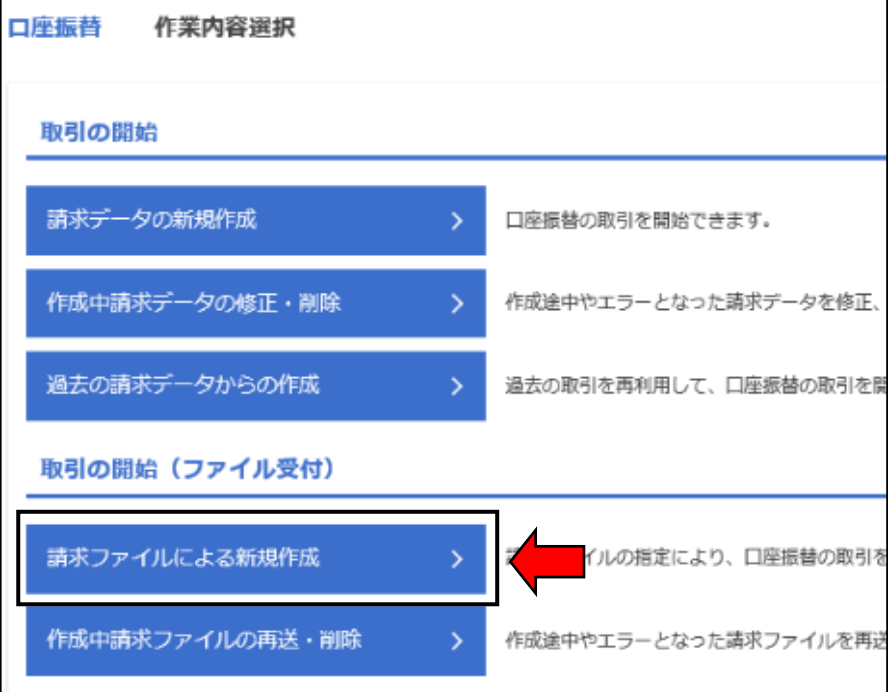 口座振替 作業内容選択
取引の開始
請求データの新規作成 口座振替の取引を開始できます。
作成中請求データの修正・削除 作成途中やエラーとなった請求データを修正、
過去の請求データからの作成 過去の取引を再利用して、口座振替の取引を開
取引の開始（ファイル受付）
請求ファイルによる新規作成 イルの指定により、口座振替の取引を
作成中請求ファイルの再送・削除 作成途中やエラーとなった請求ファイルを再送